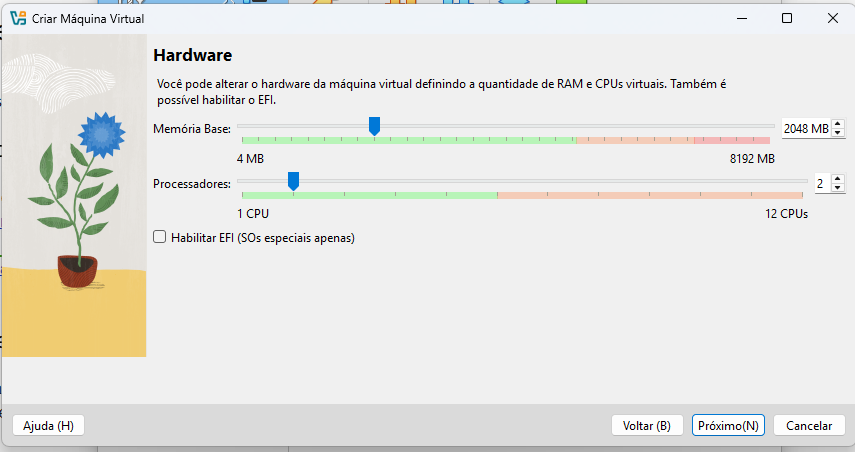 Criar Máquina Virtual
Hardware
Você pode alterar o hardware da máquina virtual definindo a quantidade de RAM e CPUs virtuais. Também é
possível habilitar o EFI.
Memória Base:
2048 MB
4 MB
8192 MB
Processadores:
2
1 CPU
12 CPUs
Habilitar EFI (SOs especiais apenas)
Ajuda (H)
Voltar (B)
Próximo(N)
Cancelar